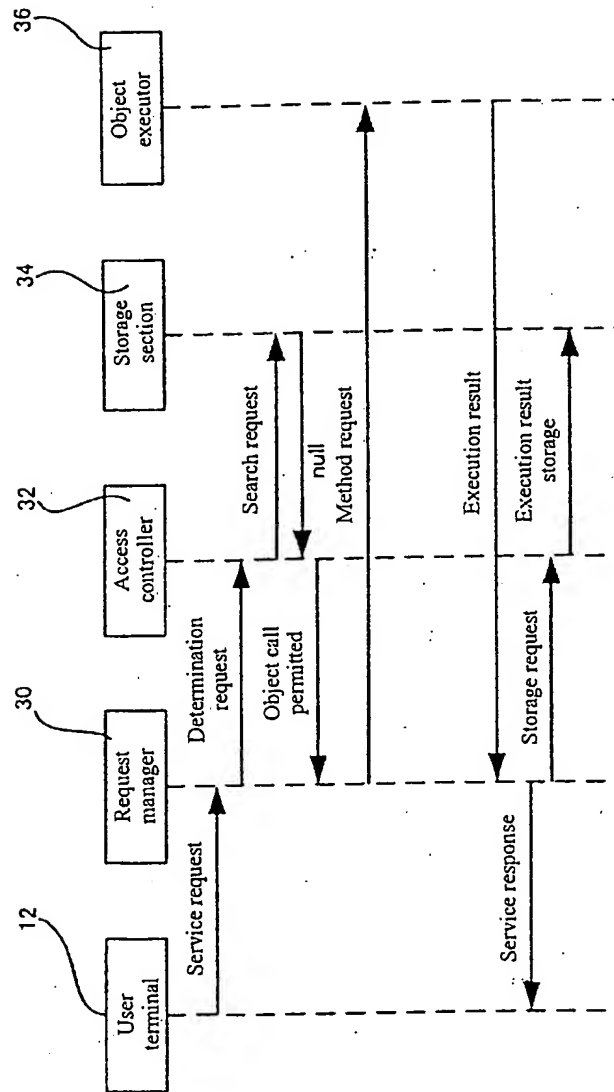 12
30
32
34
36
User
terminal
Request
manager
Access
controller
Storage
section
Object
executor
Service request
Determination
request
Search request
null
Object call
permitted
Method request
Execution result
Service response
Storage request
Execution result
storage